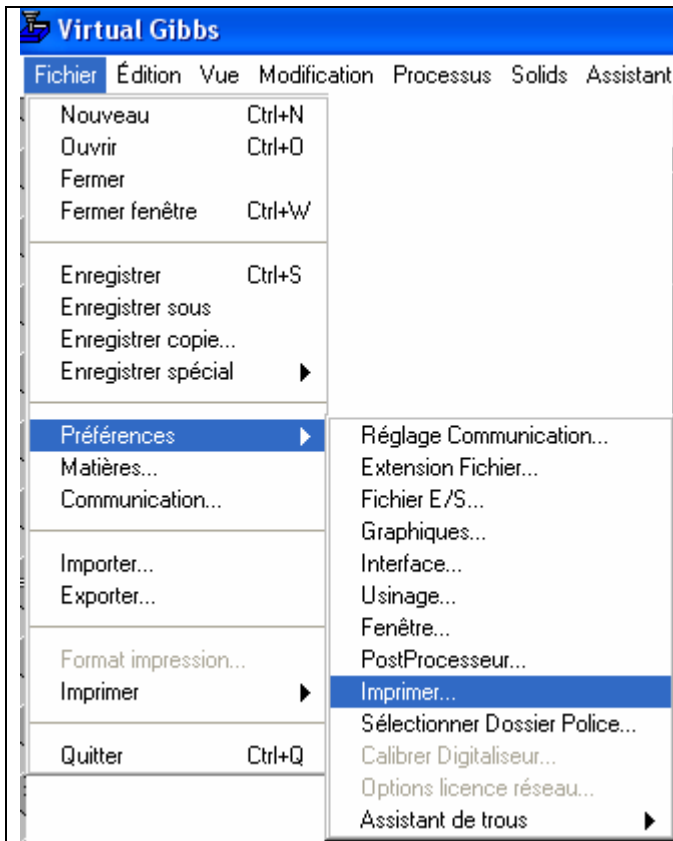 Virtual Gibbs
Fichier Édition Vue Modification Processus Solids Assistant
Nouveau Ctrl+N
Ouvrir Ctrl+O
Fermer
Fermer fenêtre Ctrl+W
Enregistrer Ctrl+S
Enregistrer sous
Enregistrer copie...
Enregistrer spécial
Préférences
Matières...
Communication...
Importer...
Exporter...
Format impression...
Imprimer
Quitter Ctrl+Q
Réglage Communication...
Extension Fichier...
Fichier E/S...
Graphiques...
Interface...
Usinage...
Fenêtre...
PostProcesseur...
Imprimer...
Sélectionner Dossier Police...
Calibrer Digitaliseur...
Options licence réseau...
Assistant de trous